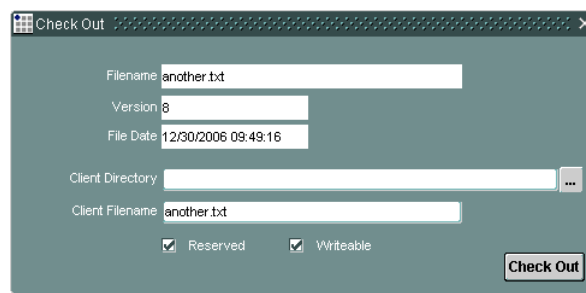 Check Out
Filename another.txt
Version 8
File Date 12/30/2006 09:49:16
Client Directory ...
Client Filename another.txt
Reserved Writeable
Check Out